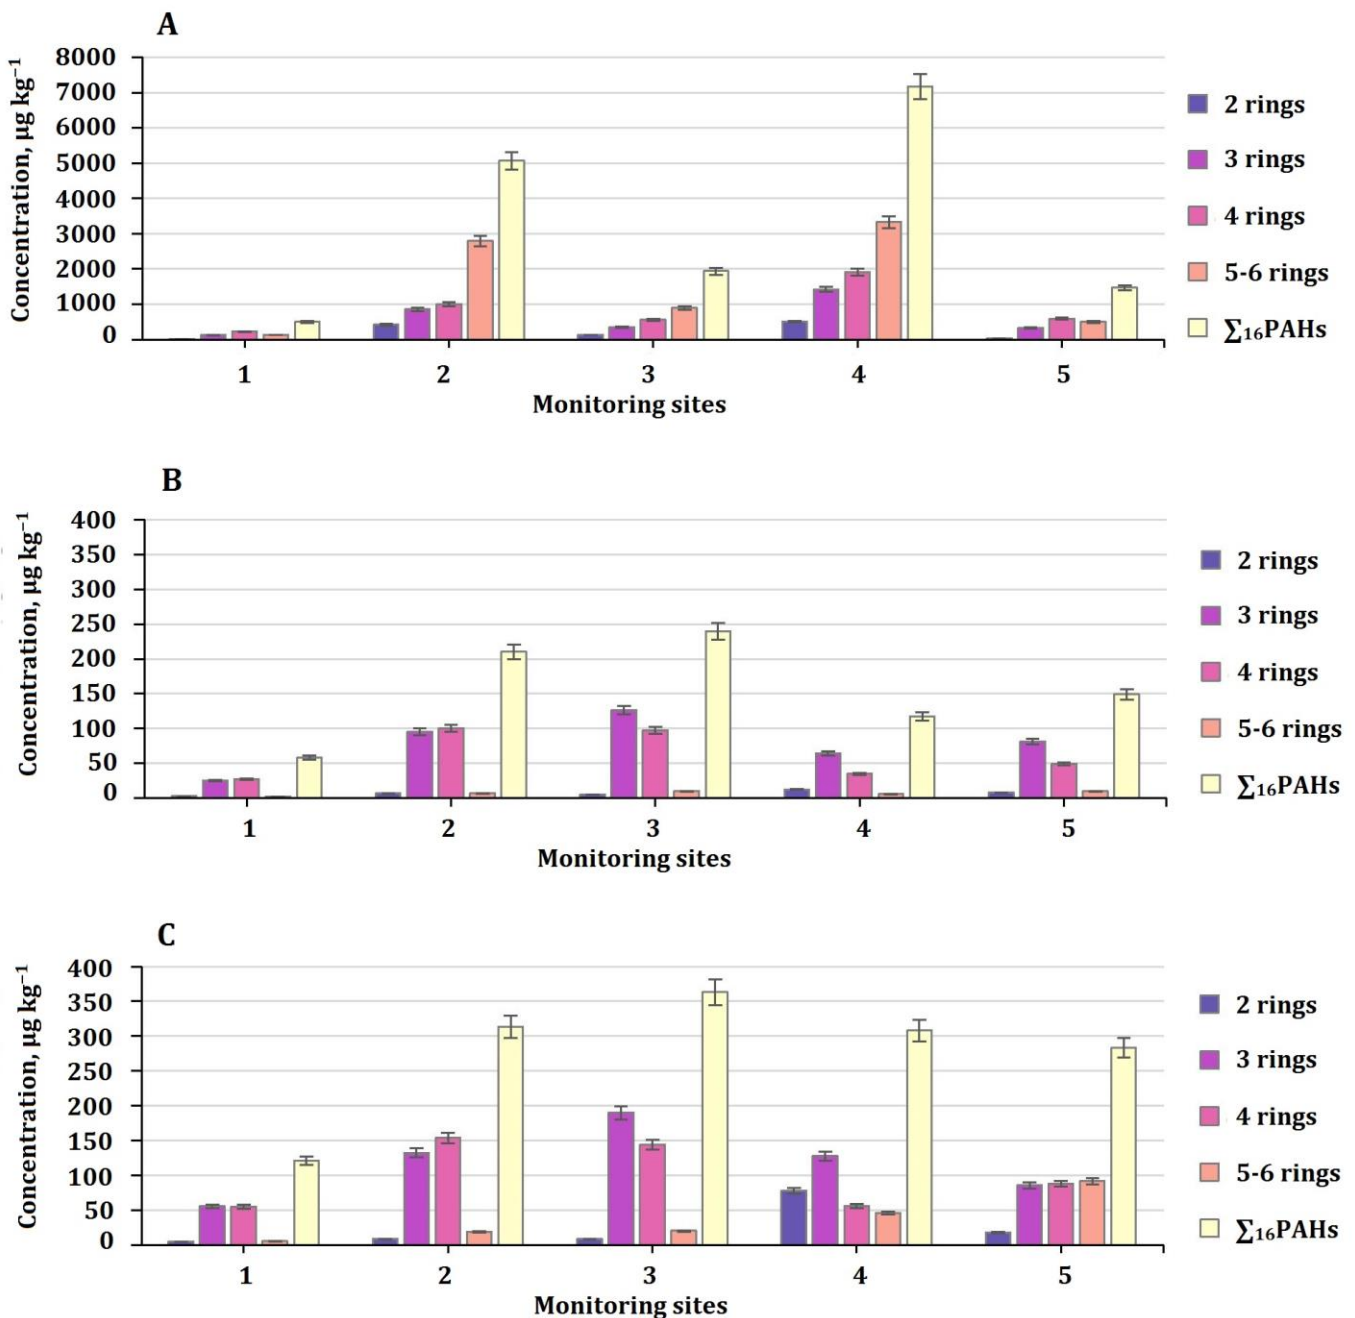 A
Concentration, µg kg⁻¹
8000
7000
6000
5000
4000
3000
2000
1000
0
1 2 3 4 5
Monitoring sites
2 rings
3 rings
4 rings
5-6 rings
∑₁₆PAHs
B
Concentration, µg kg⁻¹
400
350
300
250
200
150
100
50
0
1 2 3 4 5
Monitoring sites
2 rings
3 rings
4 rings
5-6 rings
∑₁₆PAHs
C
Concentration, µg kg⁻¹
400
350
300
250
200
150
100
50
0
1 2 3 4 5
Monitoring sites
2 rings
3 rings
4 rings
5-6 rings
∑₁₆PAHs